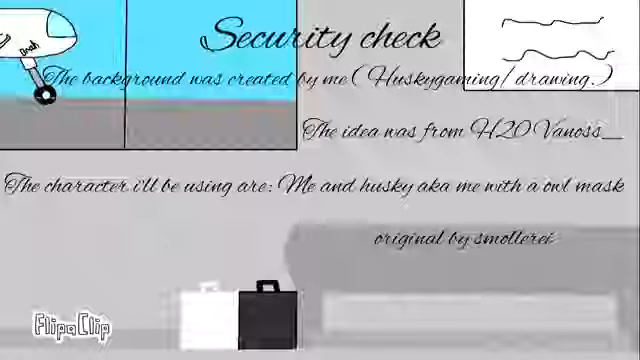 Security check
The background was created by me ( Huskygaming/drawing.)
The idea was from H20 Vanoss__
The character i'll be using are: Me and husky aka me with a owl mask
original by smollerei
FlipaClip